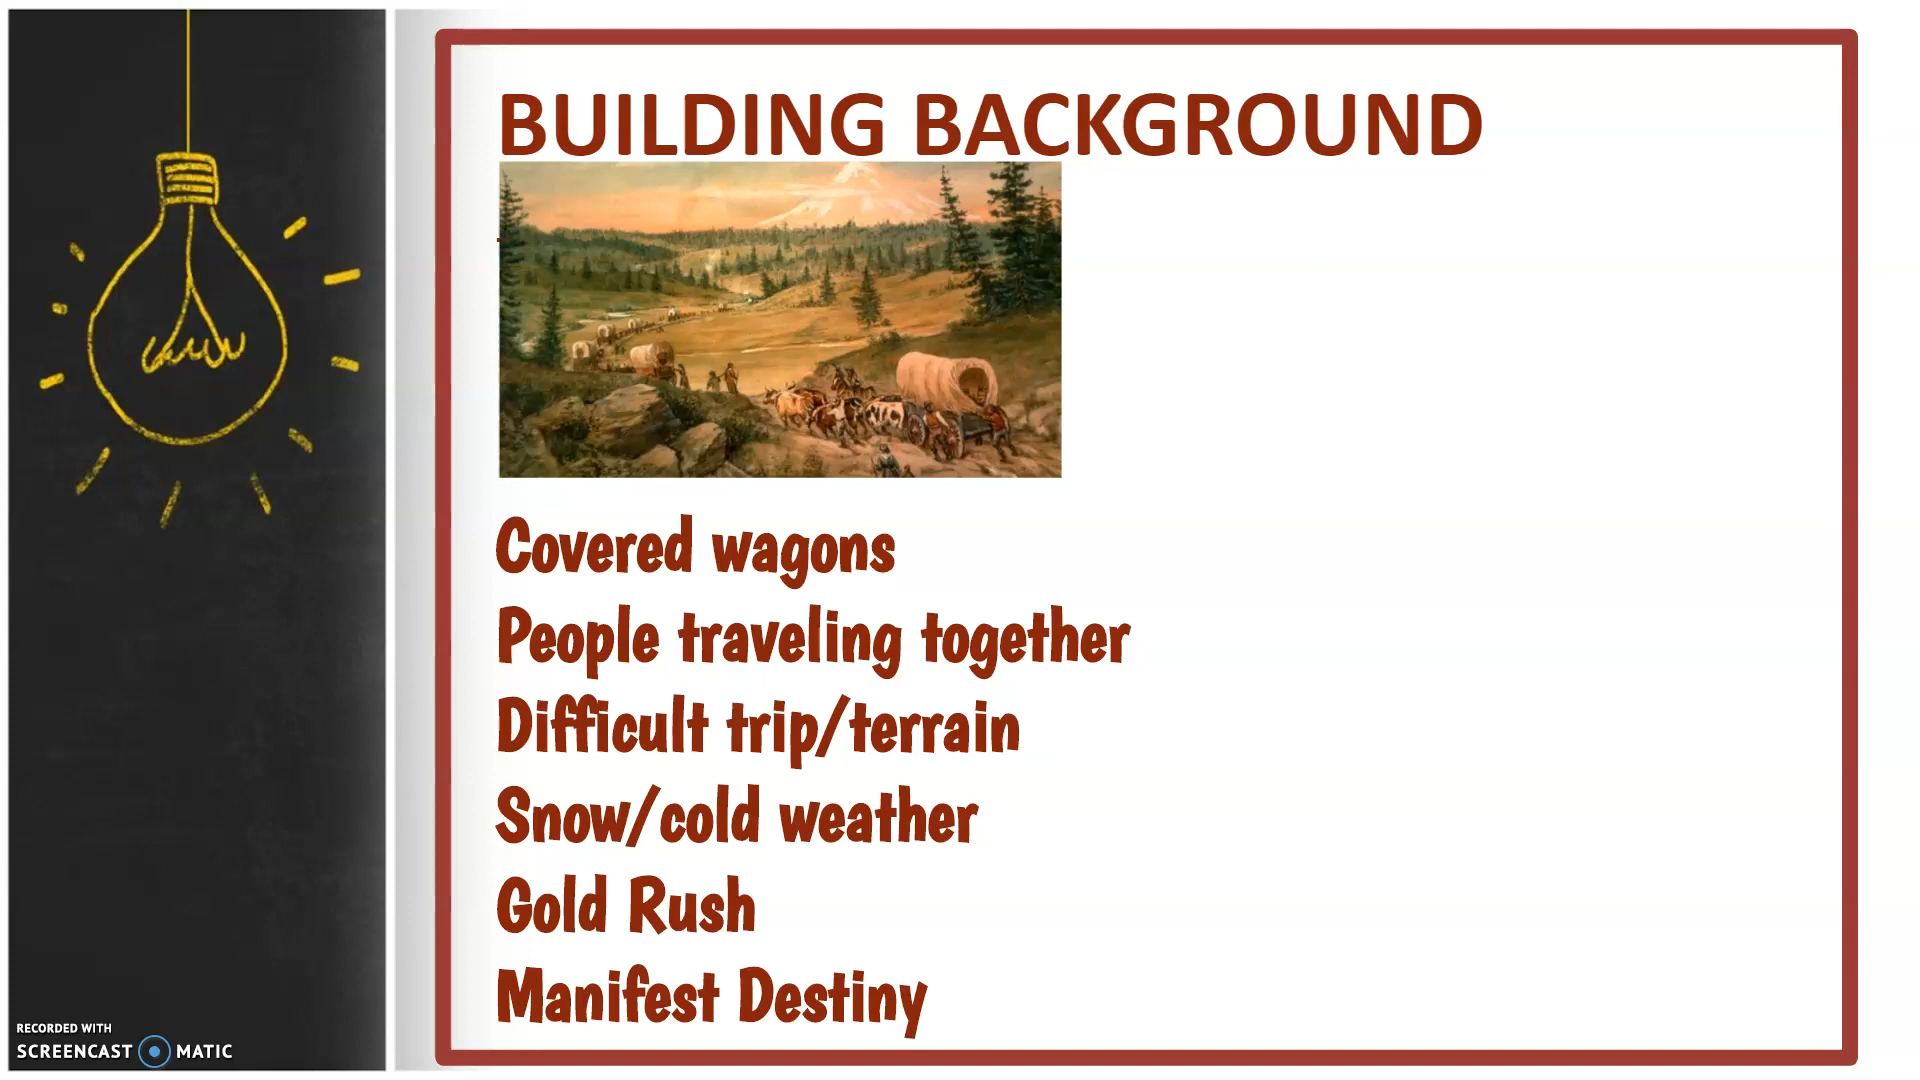 BUILDING BACKGROUND
Covered wagons
People traveling together
Difficult trip/terrain
Snow/cold weather
Gold Rush
Manifest Destiny
RECORDED WITH
SCREENCAST MATIC